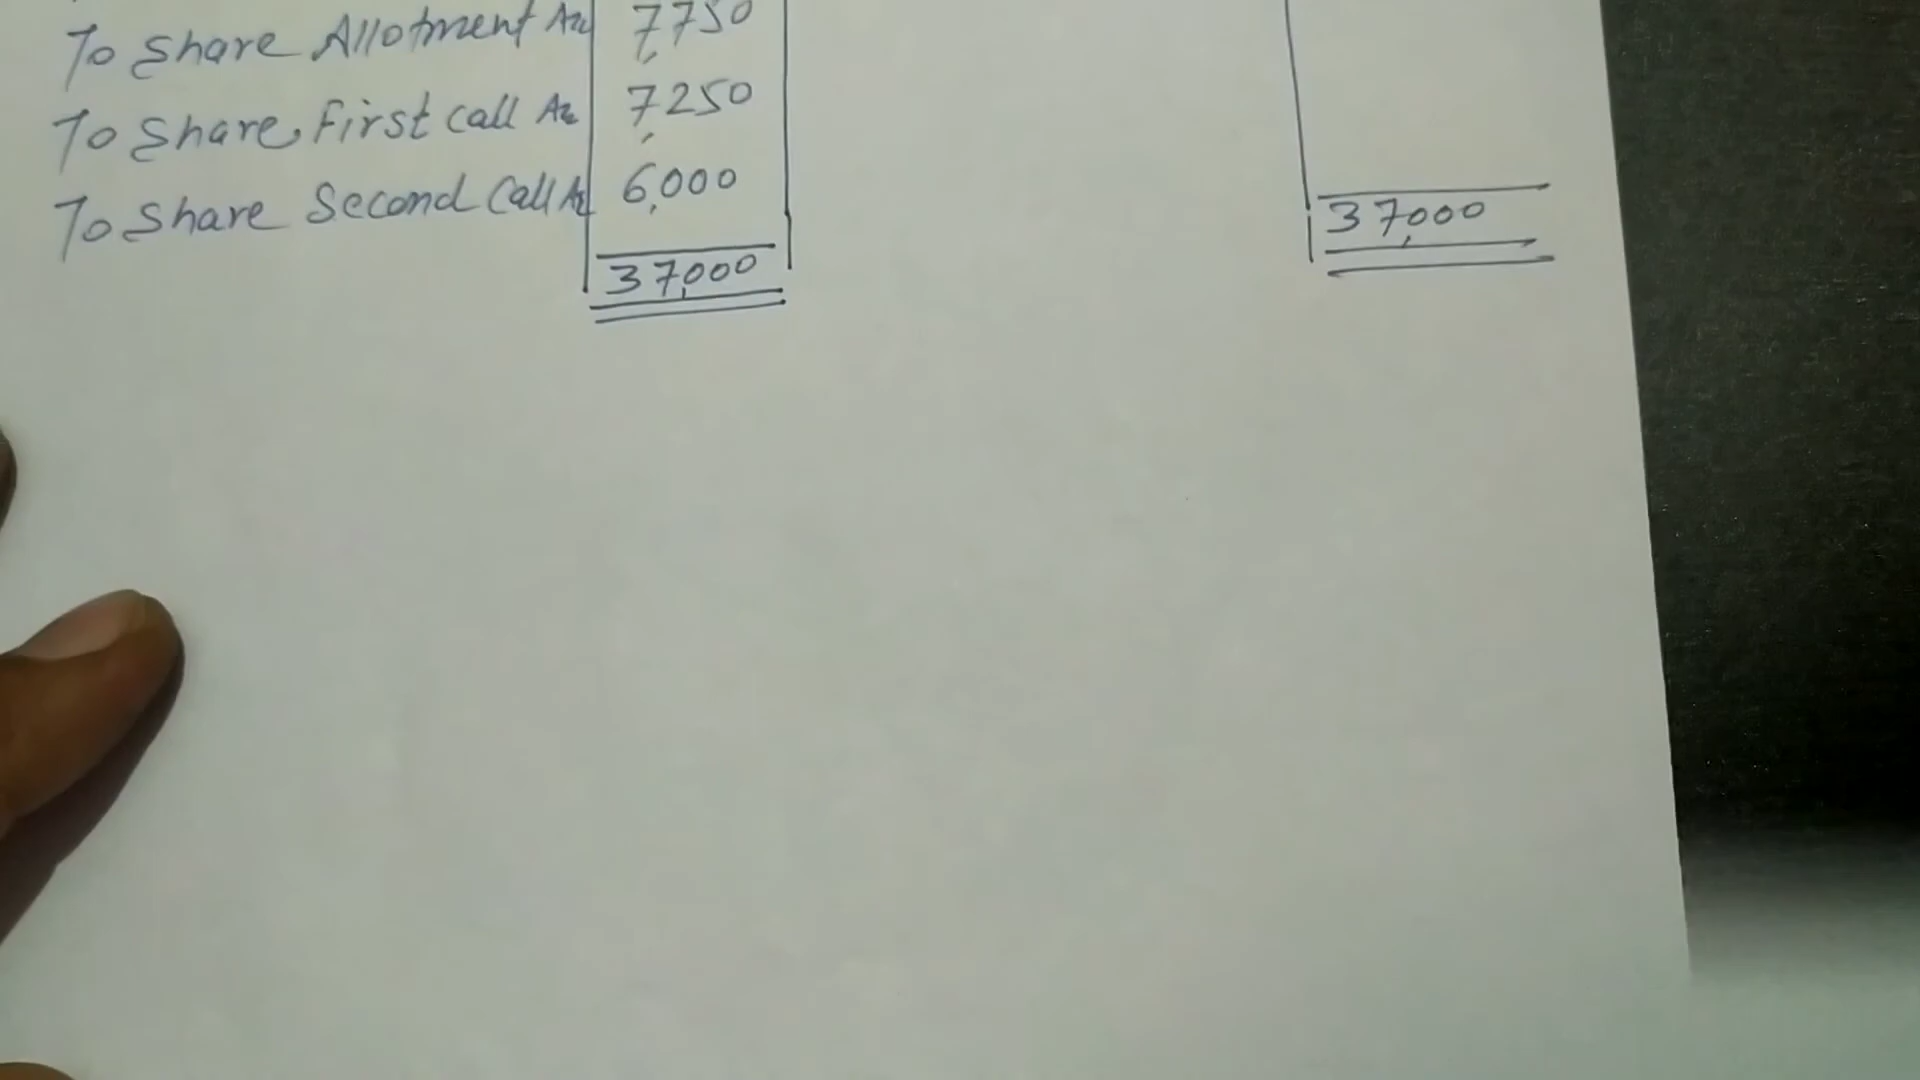 To Share Allotment A/c 7,750
To Share First call A/c 7,250
To Share Second Call A/c 6,000
37,000
37,000